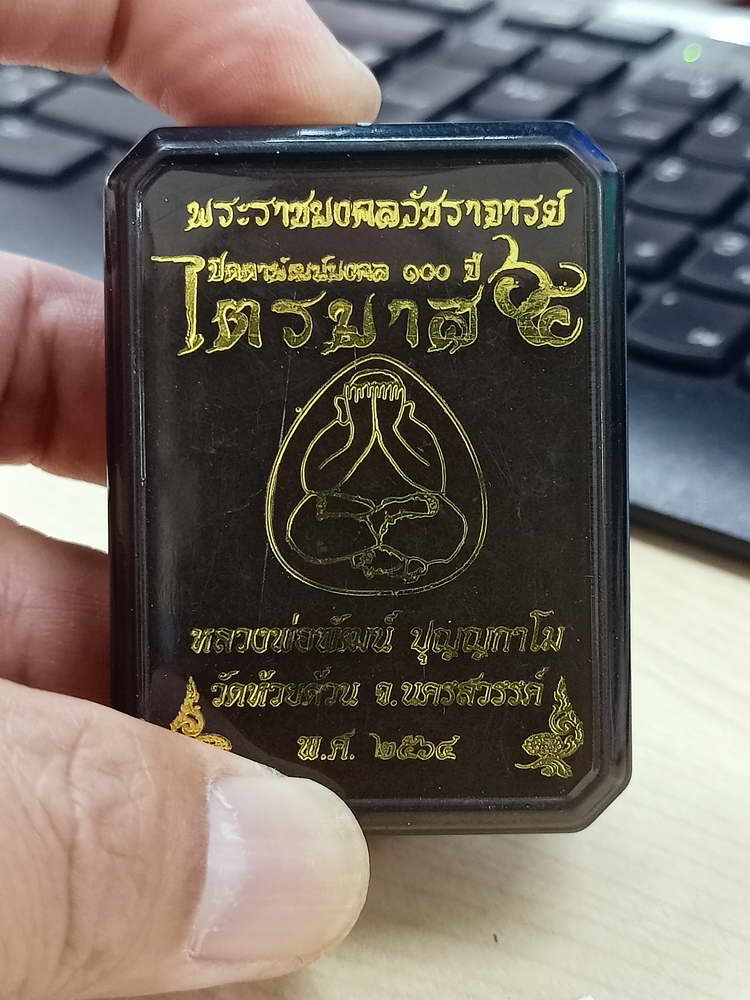 พระราชมงคลวัชราจารย์
ปิดตาพัฒน์มงคล ๑๐๐ ปี
ไตรมาส ๖๔
หลวงพ่อพัฒน์ ปุญฺญกาโม
วัดห้วยด้วน จ.นครสวรรค์
พ.ศ. ๒๕๖๔